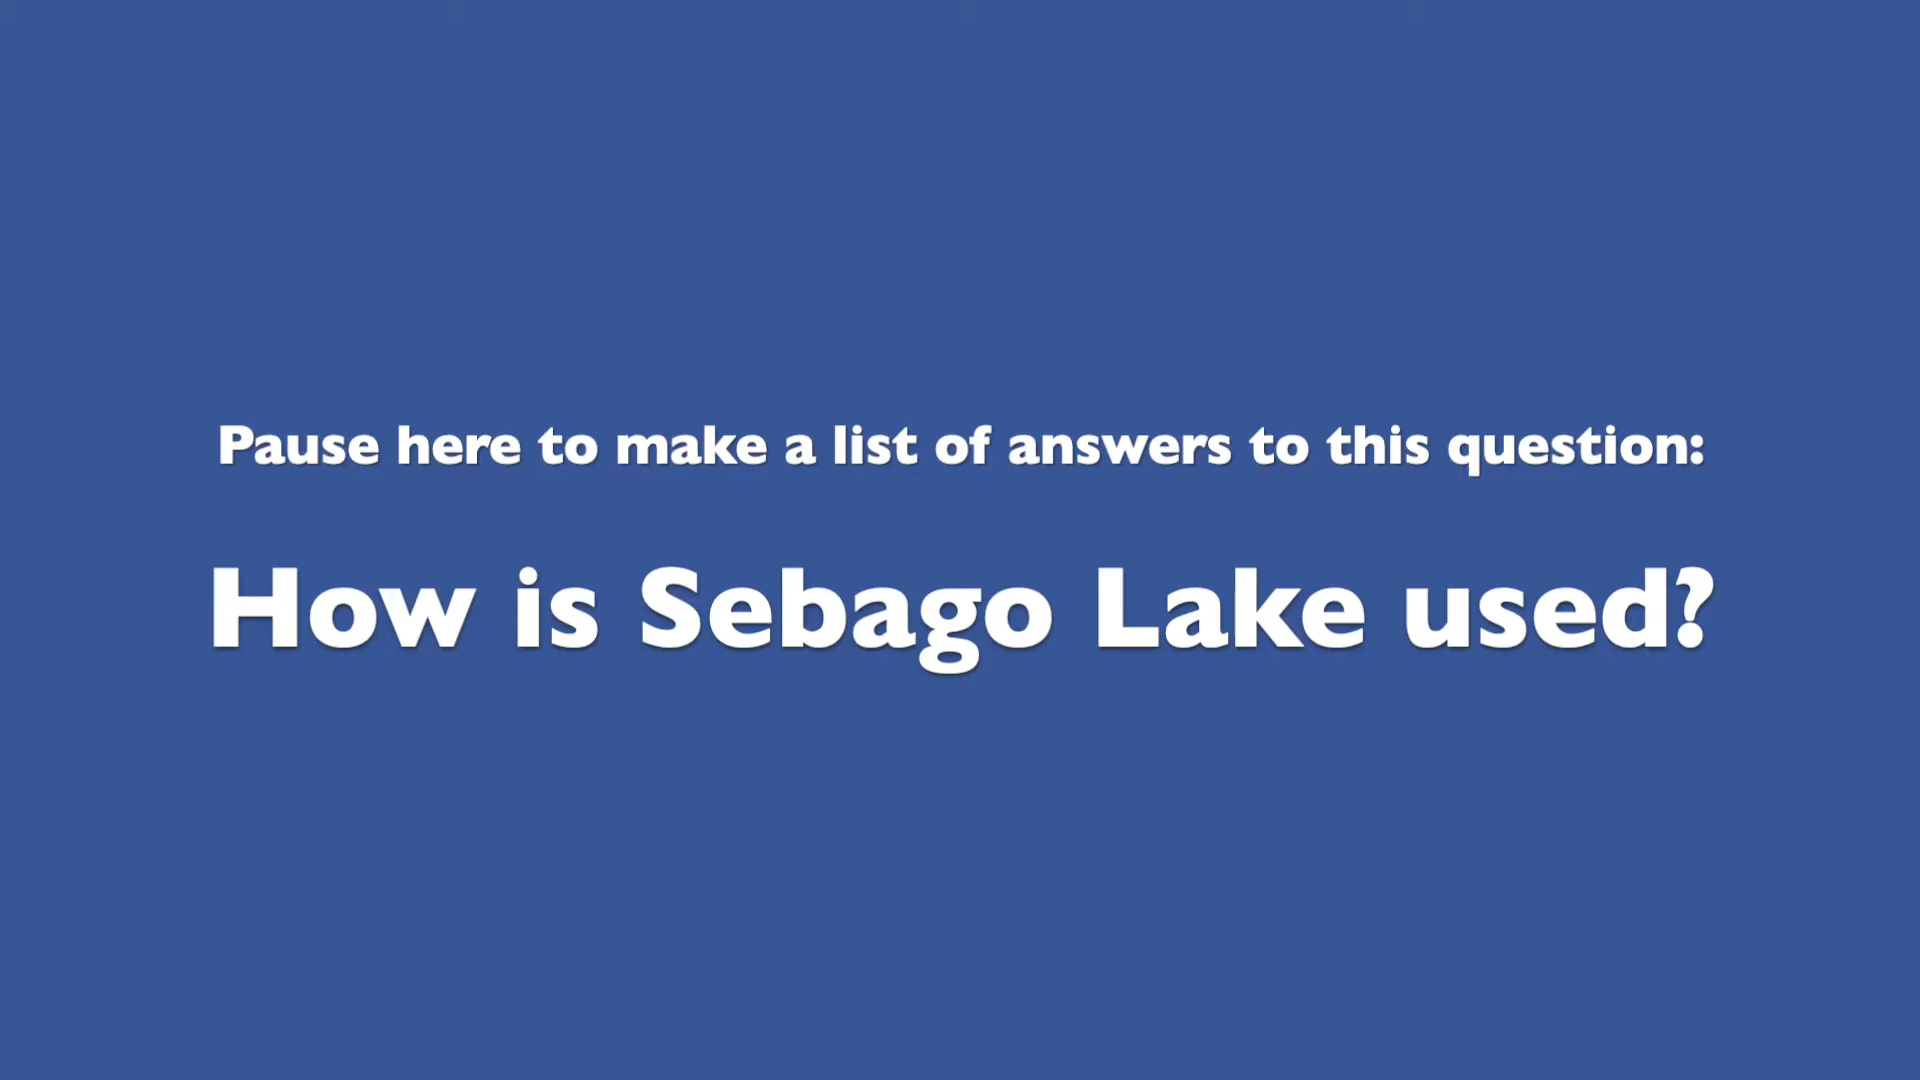 Pause here to make a list of answers to this question:
How is Sebago Lake used?